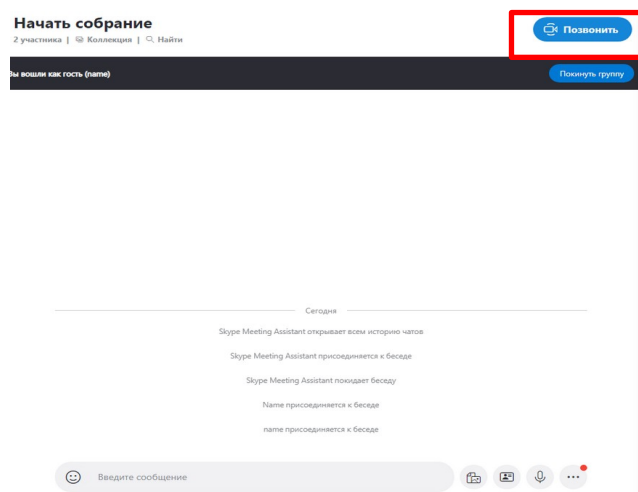 Начать собрание
Позвонить
2 участника | Коллекция | Найти
Вы вошли как гость (name)
Покинуть группу
Сегодня
Skype Meeting Assistant открывает всем историю чатов
Skype Meeting Assistant присоединяется к беседе
Skype Meeting Assistant покидает беседу
Name присоединяется к беседе
name присоединяется к беседе
Введите сообщение